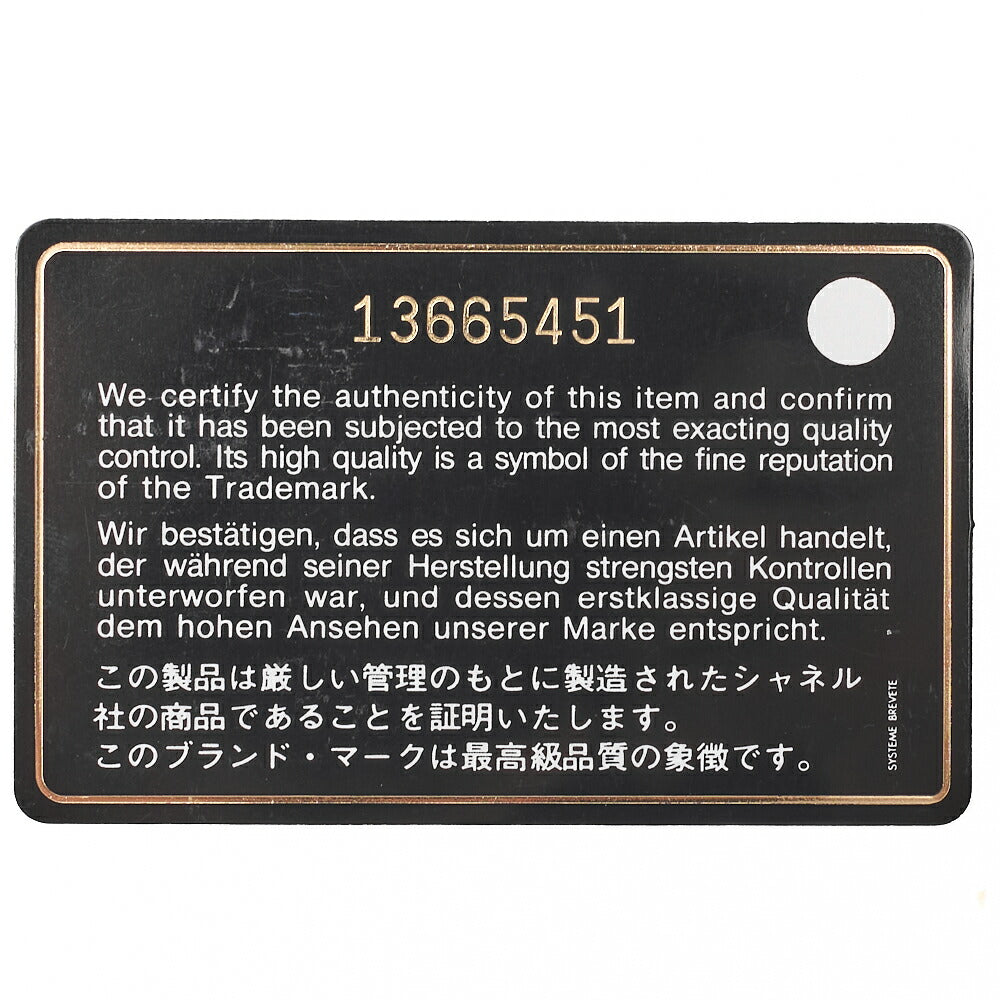 13665451
We certify the authenticity of this item and confirm
that it has been subjected to the most exacting quality
control. Its high quality is a symbol of the fine reputation
of the Trademark.
Wir bestätigen, dass es sich um einen Artikel handelt,
der während seiner Herstellung strengsten Kontrollen
unterworfen war, und dessen erstklassige Qualität
dem hohen Ansehen unserer Marke entspricht.
この製品は厳しい管理のもとに製造されたシャネル
社の商品であることを証明いたします。
このブランド・マークは最高級品質の象徴です。
SYSTEME BREVETE